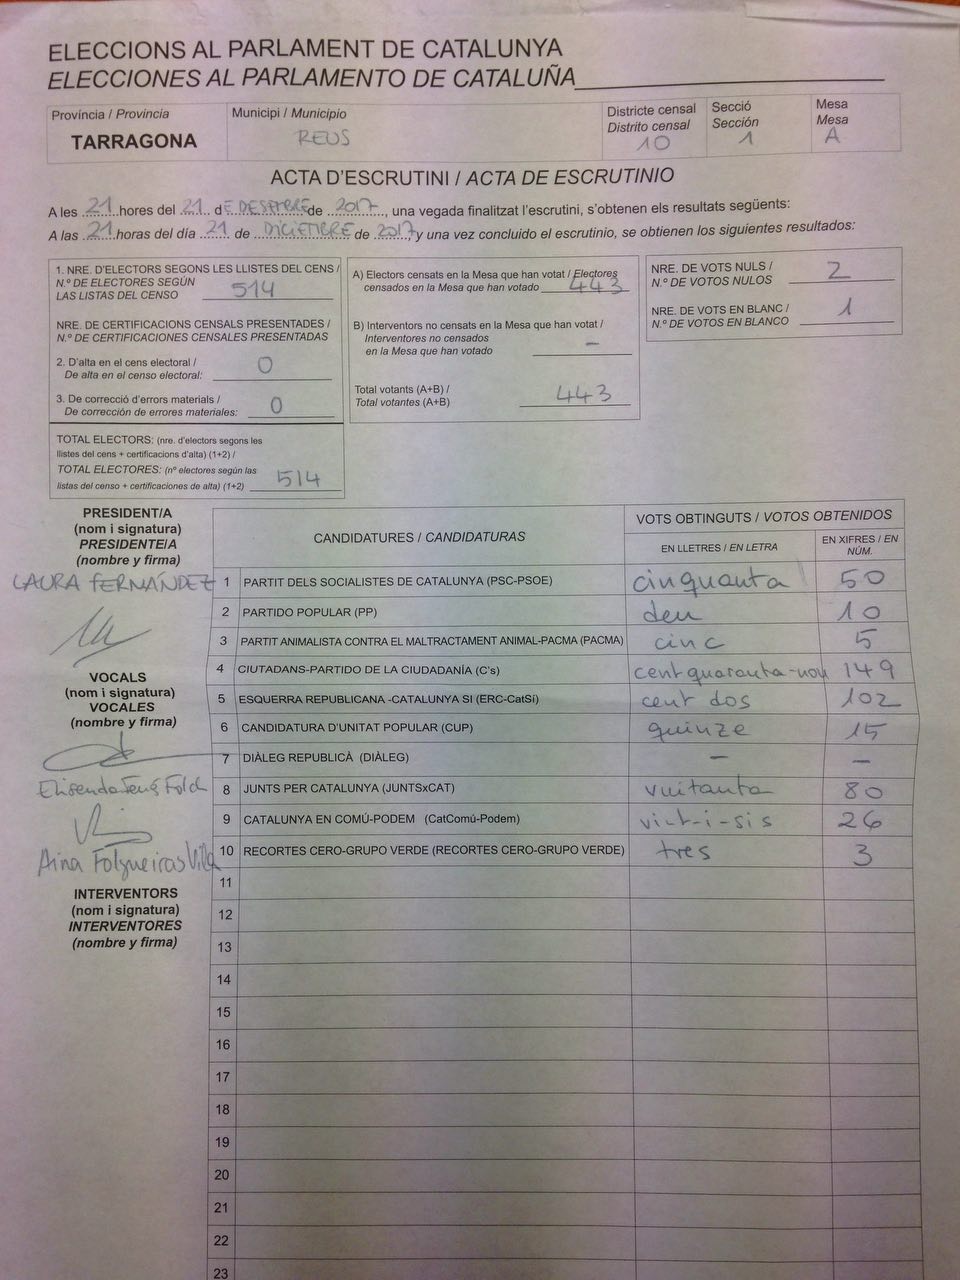 ELECCIONS AL PARLAMENT DE CATALUNYA
ELECCIONES AL PARLAMENTO DE CATALUÑA
Província / Provincia
TARRAGONA
Municipi / Municipio
REUS
Districte censal
Distrito censal
10
Secció
Sección
1
Mesa
Mesa
A
ACTA D'ESCRUTINI / ACTA DE ESCRUTINIO
A les 21 hores del 21 dE DESEMBRE de 2017, una vegada finalitzat l'escrutini, s'obtenen els resultats següents:
A las 21 horas del día 21 de DICIEMBRE de 2017, y una vez concluido el escrutinio, se obtienen los siguientes resultados:
1. NRE. D'ELECTORS SEGONS LES LLISTES DEL CENS /
N.º DE ELECTORES SEGÚN
LAS LISTAS DEL CENSO 514
NRE. DE CERTIFICACIONS CENSALS PRESENTADES /
N.º DE CERTIFICACIONES CENSALES PRESENTADAS
2. D'alta en el cens electoral /
De alta en el censo electoral: 0
3. De correcció d'errors materials /
De corrección de errores materiales: 0
TOTAL ELECTORS: (nre. d'electors segons les
llistes del cens + certificacions d'alta) (1+2) /
TOTAL ELECTORES: (nº electores según las
listas del censo + certificaciones de alta) (1+2) 514
A) Electors censats en la Mesa que han votat / Electores
censados en la Mesa que han votado 443
B) Interventors no censats en la Mesa que han votat /
Interventores no censados
en la Mesa que han votado -
Total votants (A+B) /
Total votantes (A+B) 443
NRE. DE VOTS NULS /
N.º DE VOTOS NULOS 2
NRE. DE VOTS EN BLANC /
N.º DE VOTOS EN BLANCO 1
PRESIDENT/A
(nom i signatura)
PRESIDENTE/A
(nombre y firma)
LAURA FERNÁNDEZ
VOCALS
(nom i signatura)
VOCALES
(nombre y firma)
Elisenda
Aina Folgueiras Villa
INTERVENTORS
(nom i signatura)
INTERVENTORES
(nombre y firma)
CANDIDATURES / CANDIDATURAS
VOTS OBTINGUTS / VOTOS OBTENIDOS
EN LLETRES / EN LETRA
EN XIFRES / EN
NÚM.
1 PARTIT DELS SOCIALISTES DE CATALUNYA (PSC-PSOE) cinquanta 50
2 PARTIDO POPULAR (PP) deu 10
3 PARTIT ANIMALISTA CONTRA EL MALTRACTAMENT ANIMAL-PACMA (PACMA) cinc 5
4 CIUTADANS-PARTIDO DE LA CIUDADANÍA (C's) cent quaranta-nou 149
5 ESQUERRA REPUBLICANA -CATALUNYA SI (ERC-CatSí) cent dos 102
6 CANDIDATURA D'UNITAT POPULAR (CUP) quinze 15
7 DIÀLEG REPUBLICÀ (DIÀLEG) - -
8 JUNTS PER CATALUNYA (JUNTSxCAT) vuitanta 80
9 CATALUNYA EN COMÚ-PODEM (CatComú-Podem) vint-i-sis 26
10 RECORTES CERO-GRUPO VERDE (RECORTES CERO-GRUPO VERDE) tres 3
11
12
13
14
15
16
17
18
19
20
21
22
23